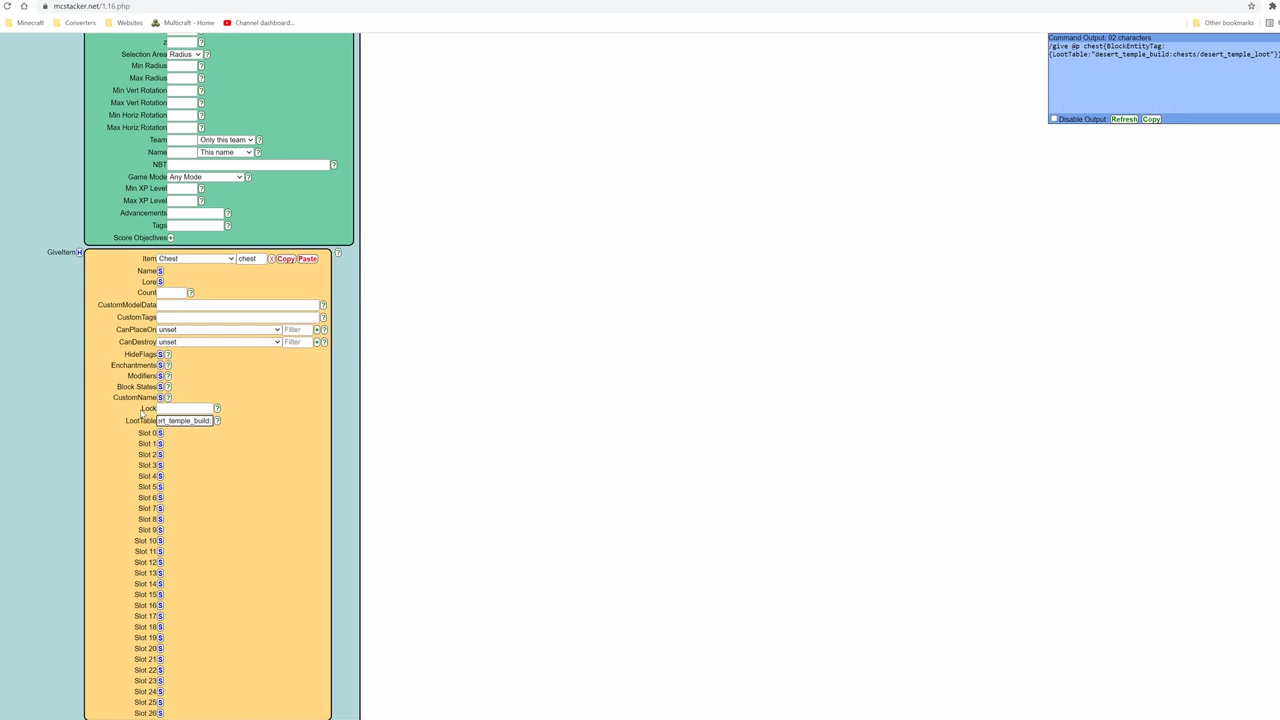 mcstacker.net/1.16.php
Minecraft Converters Websites Multicraft - Home Channel dashboard... Other bookmarks
z ?
Selection Area Radius ?
Min Radius ?
Max Radius ?
Min Vert Rotation ?
Max Vert Rotation ?
Min Horiz Rotation ?
Max Horiz Rotation ?
Team Only this team ?
Name This name ?
NBT ?
Game Mode Any Mode ?
Min XP Level ?
Max XP Level ?
Advancements ?
Tags ?
Score Objectives +
GiveItem H ?
Item Chest chest X Copy Paste
Name S
Lore S
Count ?
CustomModelData ?
CustomTags ?
CanPlaceOn unset Filter + ?
CanDestroy unset Filter + ?
HideFlags S ?
Enchantments S ?
Modifiers S ?
Block States S ?
CustomName S ?
Lock ?
LootTable rt_temple_build: ?
Slot 0 S
Slot 1 S
Slot 2 S
Slot 3 S
Slot 4 S
Slot 5 S
Slot 6 S
Slot 7 S
Slot 8 S
Slot 9 S
Slot 10 S
Slot 11 S
Slot 12 S
Slot 13 S
Slot 14 S
Slot 15 S
Slot 16 S
Slot 17 S
Slot 18 S
Slot 19 S
Slot 20 S
Slot 21 S
Slot 22 S
Slot 23 S
Slot 24 S
Slot 25 S
Slot 26 S
Command Output: 92 characters
/give @p chest{BlockEntityTag:
{LootTable:"desert_temple_build:chests/desert_temple_loot"}}
Disable Output Refresh Copy